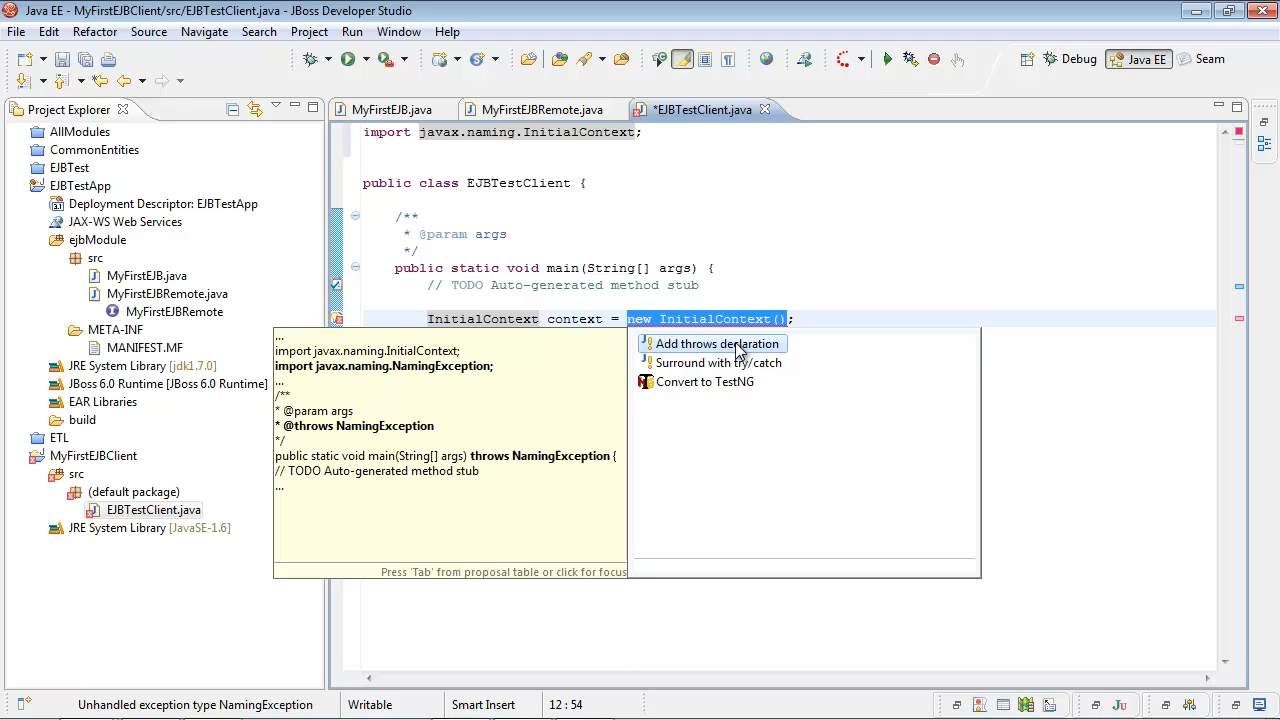 Java EE - MyFirstEJBClient/src/EJBTestClient.java - JBoss Developer Studio
File Edit Refactor Source Navigate Search Project Run Window Help
Debug Java EE Seam
Project Explorer
AllModules
CommonEntities
EJBTest
EJBTestApp
Deployment Descriptor: EJBTestApp
JAX-WS Web Services
ejbModule
src
MyFirstEJB.java
MyFirstEJBRemote.java
MyFirstEJBRemote
META-INF
MANIFEST.MF
JRE System Library [jdk1.7.0]
JBoss 6.0 Runtime [JBoss 6.0 Runtime]
EAR Libraries
build
ETL
MyFirstEJBClient
src
(default package)
EJBTestClient.java
JRE System Library [JavaSE-1.6]
MyFirstEJB.java MyFirstEJBRemote.java *EJBTestClient.java
import javax.naming.InitialContext;
public class EJBTestClient {
/**
* @param args
*/
public static void main(String[] args) {
// TODO Auto-generated method stub
InitialContext context = new InitialContext();
...
import javax.naming.InitialContext;
import javax.naming.NamingException;
...
/**
* @param args
* @throws NamingException
*/
public static void main(String[] args) throws NamingException {
// TODO Auto-generated method stub
...
Press 'Tab' from proposal table or click for focus
Add throws declaration
Surround with try/catch
Convert to TestNG
Unhandled exception type NamingException Writable Smart Insert 12 : 54